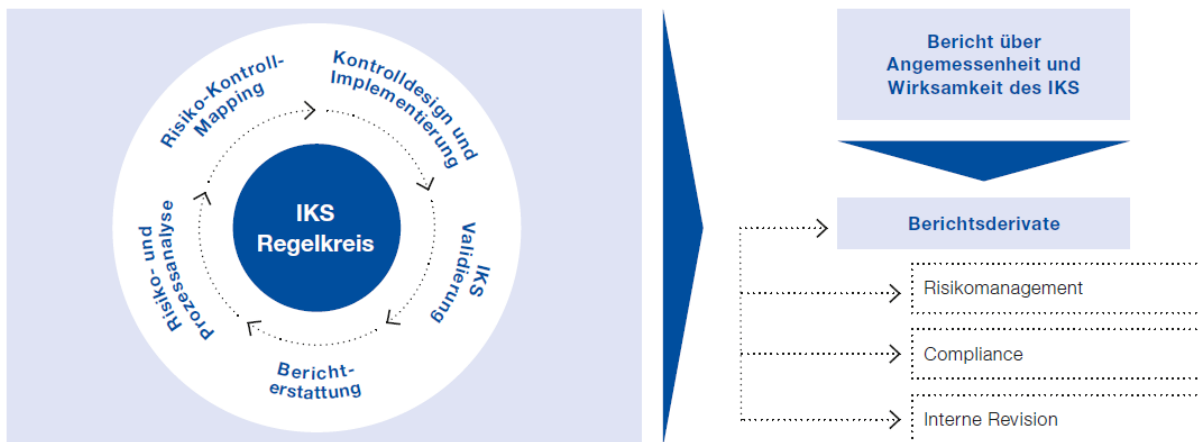 Risiko-Kontroll-
Mapping
Kontrolldesign und
Implementierung
IKS
Validierung
Bericht-
erstattung
Risiko- und
Prozessanalyse
IKS
Regelkreis
Bericht über
Angemessenheit und
Wirksamkeit des IKS
Berichtsderivate
Risikomanagement
Compliance
Interne Revision